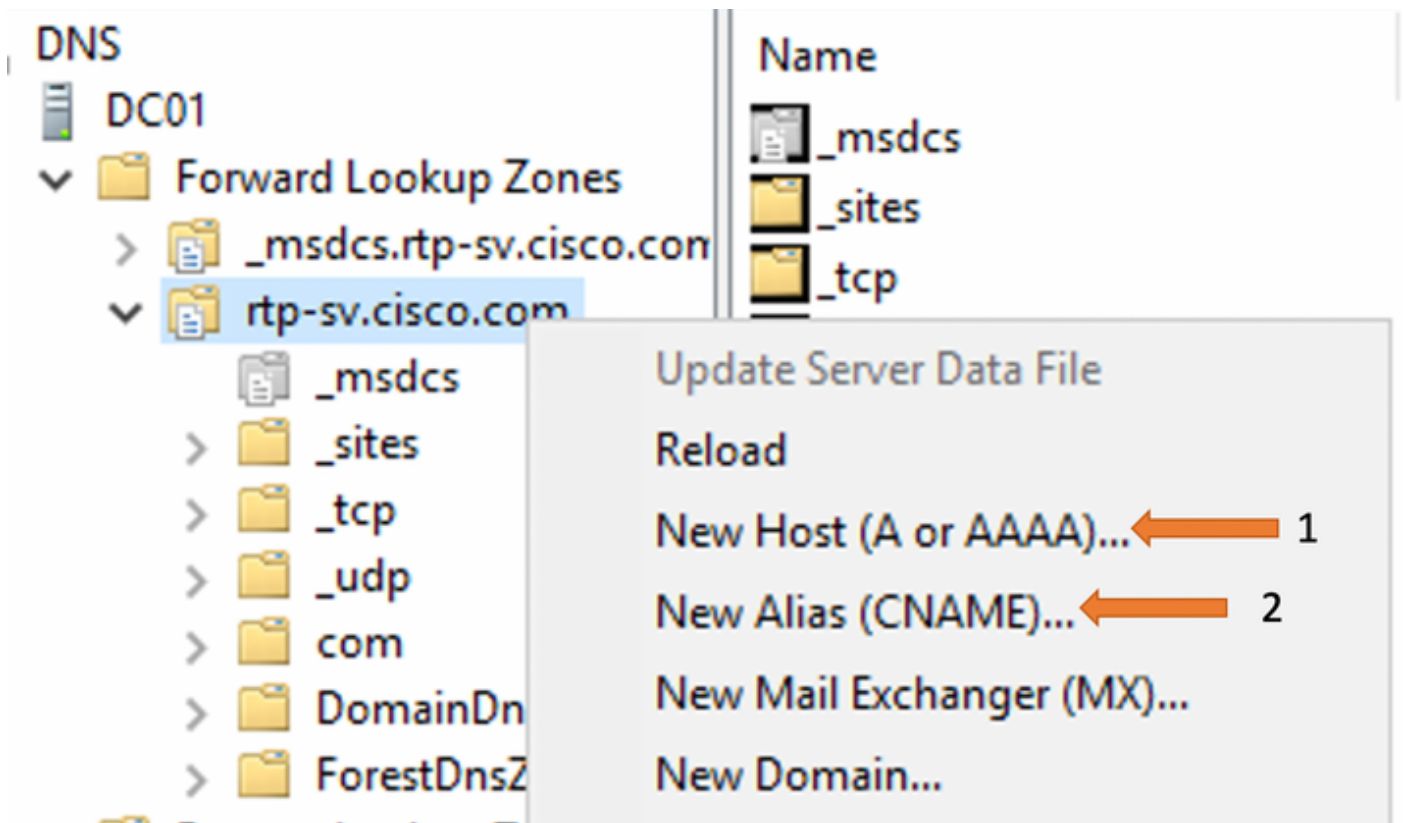 DNS
DC01
Forward Lookup Zones
_msdcs.rtp-sv.cisco.com
rtp-sv.cisco.com
_msdcs
_sites
_tcp
_udp
com
DomainDn
ForestDnsZ
Name
_msdcs
_sites
_tcp
Update Server Data File
Reload
New Host (A or AAAA)... 1
New Alias (CNAME)... 2
New Mail Exchanger (MX)...
New Domain...